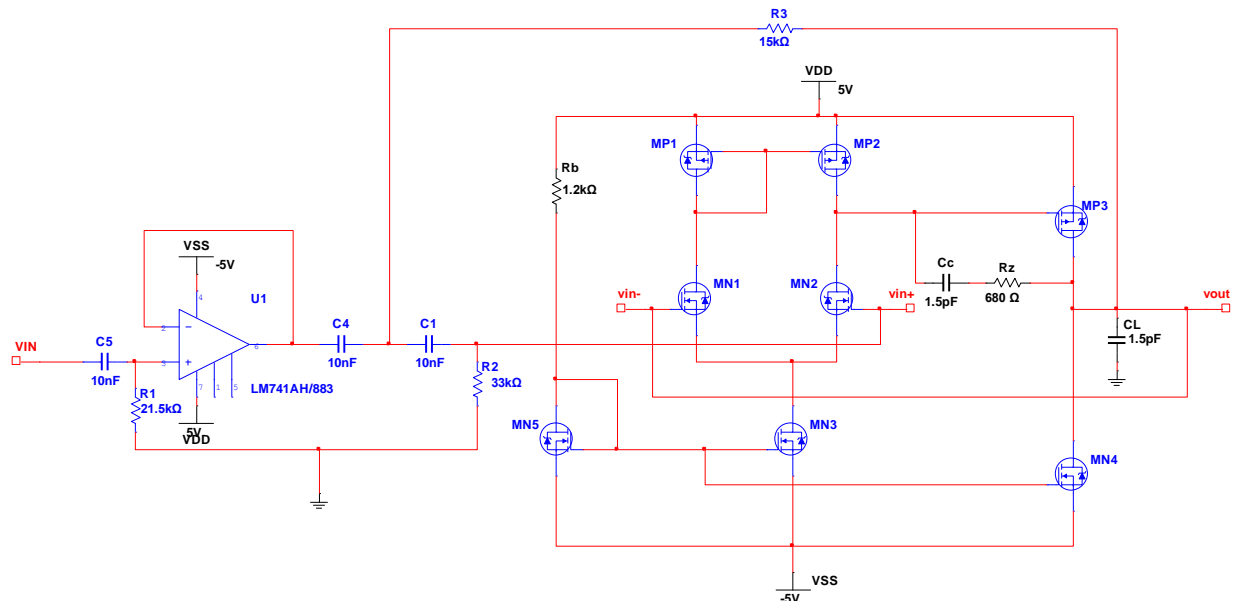 R3
15kΩ
VDD
5V
MP1
MP2
Rb
1.2kΩ
MP3
VSS
-5V
Cc
Rz
1.5pF
680 Ω
MN1
MN2
vin-
vin+
vout
4
U1
2
6
3
7
1
5
LM741AH/883
VIN
C5
10nF
R1
21.5kΩ
5V
VDD
C4
10nF
C1
10nF
R2
33kΩ
CL
1.5pF
MN5
MN3
MN4
VSS
-5V